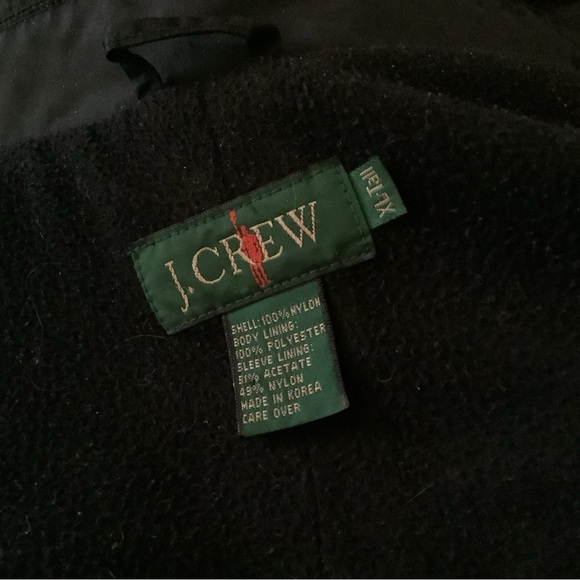 J.CREW
XL-Tall
SHELL: 100% NYLON
BODY LINING:
100% POLYESTER
SLEEVE LINING:
51% ACETATE
49% NYLON
MADE IN KOREA
CARE OVER